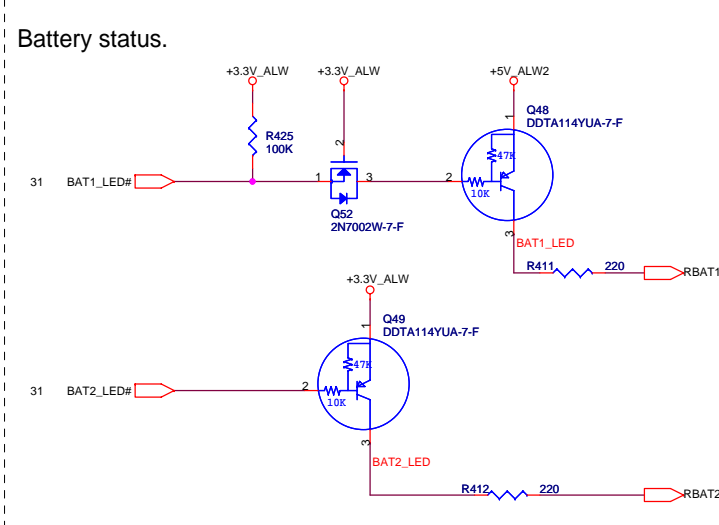 Battery status.
+3.3V_ALW
+3.3V_ALW
+5V_ALW2
R425
100K
Q48
DDTA114YUA-7-F
1
2
47K
31 BAT1_LED#
1
3
2
10K
Q52
2N7002W-7-F
3
BAT1_LED
R411
220
RBAT1
+3.3V_ALW
Q49
DDTA114YUA-7-F
1
47K
31 BAT2_LED#
2
10K
3
BAT2_LED
R412
220
RBAT2